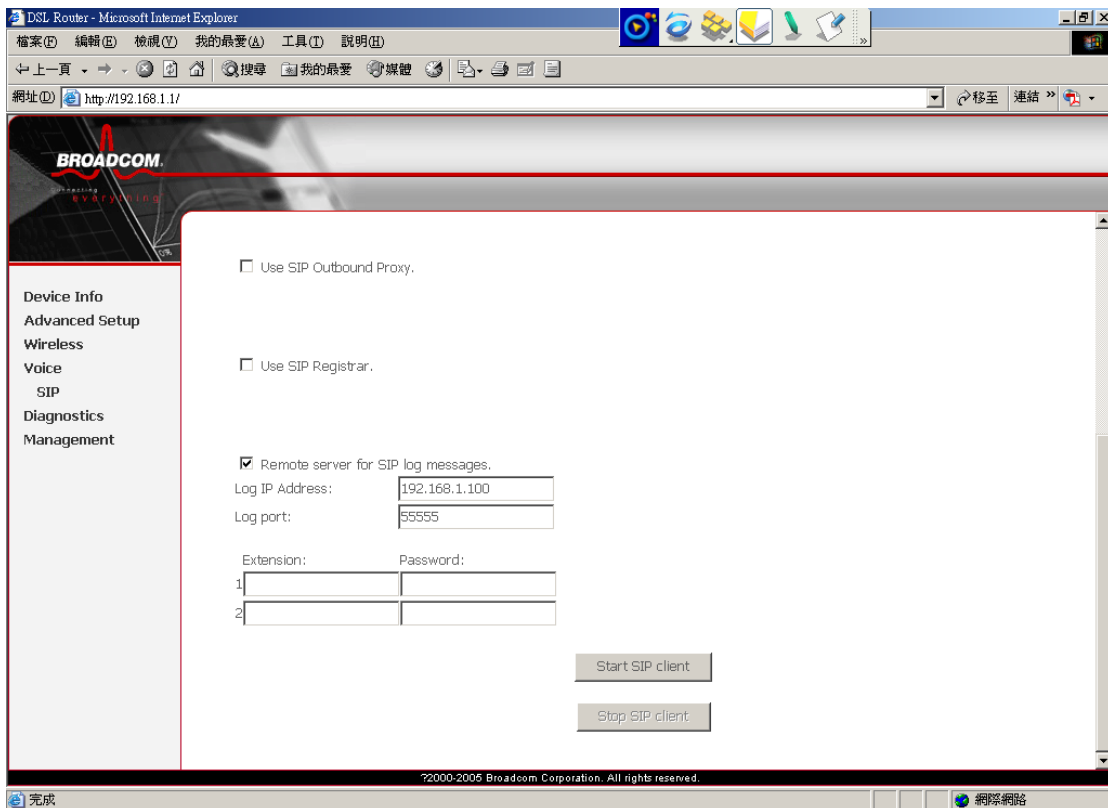 DSL Router - Microsoft Internet Explorer
檔案(F) 編輯(E) 檢視(V) 我的最愛(A) 工具(T) 說明(H)
上一頁 搜尋 我的最愛 媒體
網址(D) http://192.168.1.1/ 移至 連結 »
BROADCOM.
Connecting
everything
Use SIP Outbound Proxy.
Device Info
Advanced Setup
Wireless
Voice
SIP
Diagnostics
Management
Use SIP Registrar.
Remote server for SIP log messages.
Log IP Address: 192.168.1.100
Log port: 55555
Extension: Password:
1
2
Start SIP client
Stop SIP client
?2000-2005 Broadcom Corporation. All rights reserved.
完成 網際網路